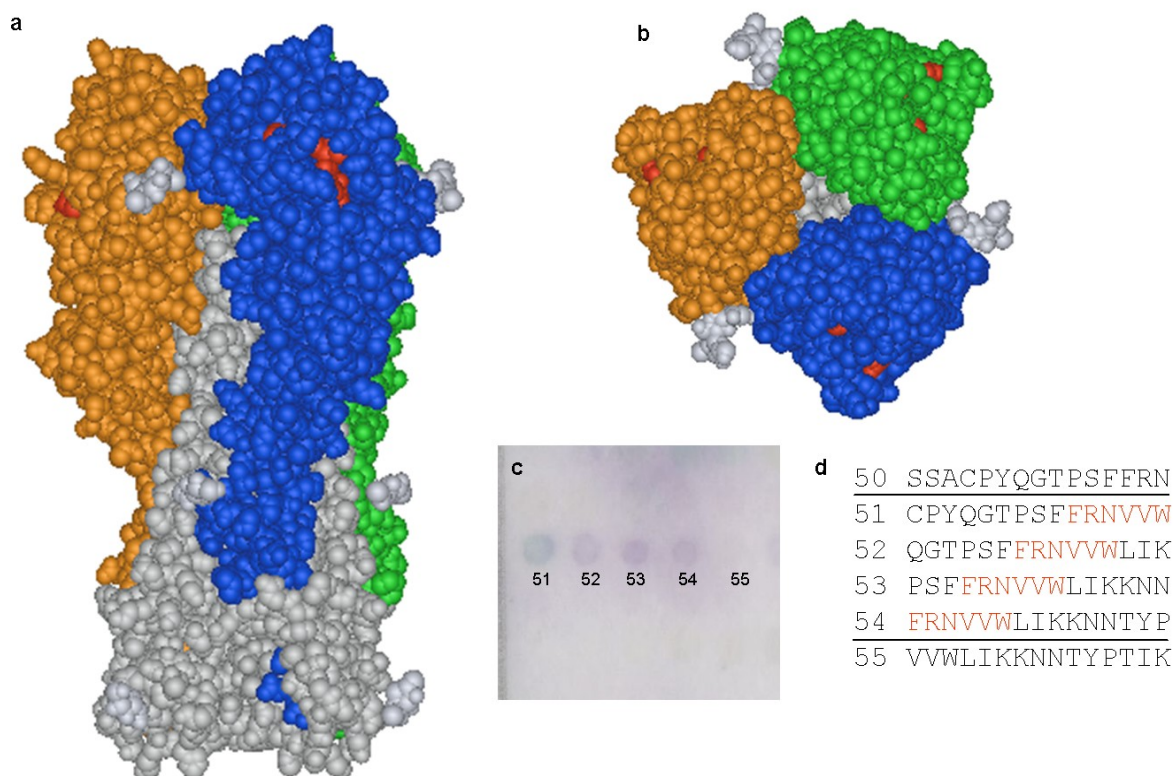 a
b
c
51 52 53 54 55
d
50 SSACPYQGTPSFFRN
51 CPYQGTPSFFRNVVW
52 QGTPSFFRNVVWLIK
53 PSFFRNVVWLIKKNN
54 FRNVVWLIKKNNTYP
55 VVWLIKKNNTYPTIK